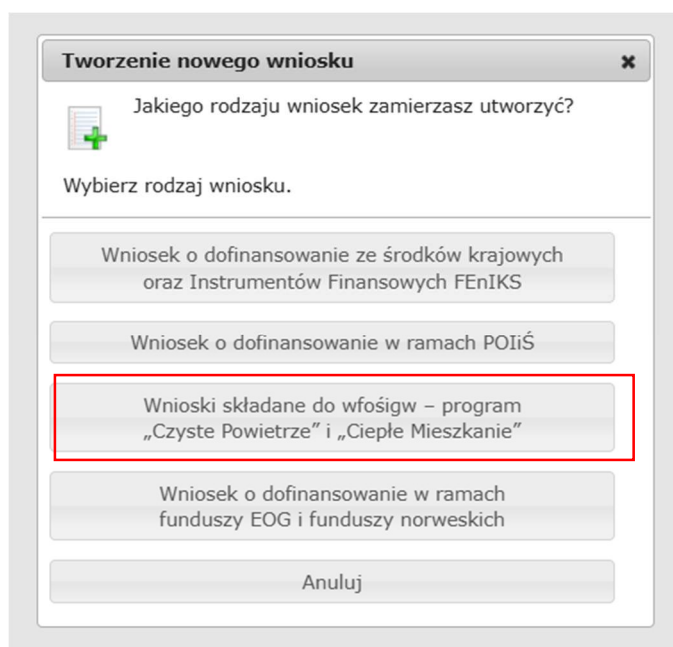 Tworzenie nowego wniosku
Jakiego rodzaju wniosek zamierzasz utworzyć?
Wybierz rodzaj wniosku.
Wniosek o dofinansowanie ze środków krajowych
oraz Instrumentów Finansowych FEnIKS
Wniosek o dofinansowanie w ramach POIiŚ
Wnioski składane do wfośigw – program
„Czyste Powietrze” i „Ciepłe Mieszkanie”
Wniosek o dofinansowanie w ramach
funduszy EOG i funduszy norweskich
Anuluj